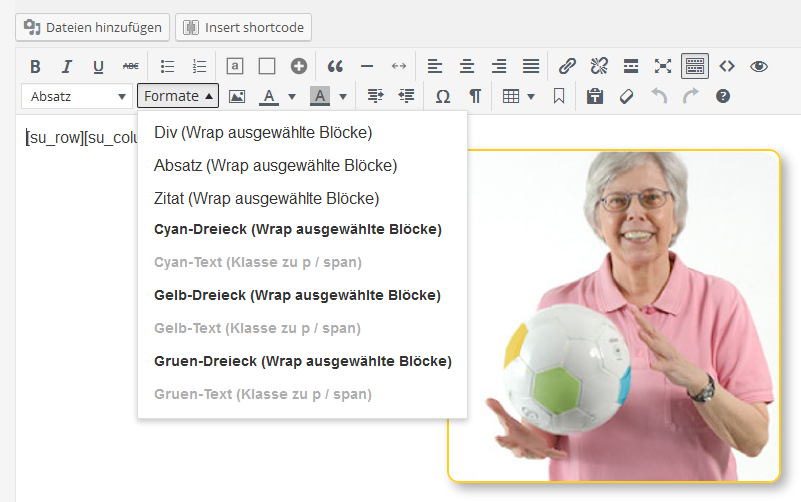 Dateien hinzufügen Insert shortcode
B I U ABC
Absatz Formate A A Ω ¶
[su_row][su_colu
Div (Wrap ausgewählte Blöcke)
Absatz (Wrap ausgewählte Blöcke)
Zitat (Wrap ausgewählte Blöcke)
Cyan-Dreieck (Wrap ausgewählte Blöcke)
Cyan-Text (Klasse zu p / span)
Gelb-Dreieck (Wrap ausgewählte Blöcke)
Gelb-Text (Klasse zu p / span)
Gruen-Dreieck (Wrap ausgewählte Blöcke)
Gruen-Text (Klasse zu p / span)